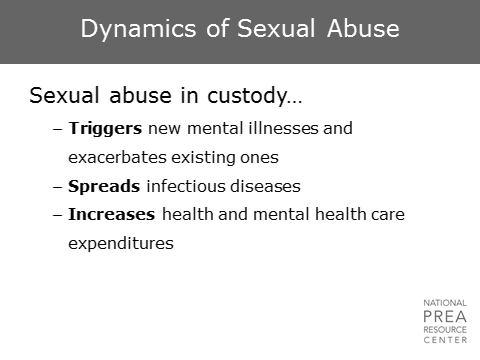 Dynamics of Sexual Abuse
Sexual abuse in custody…
– Triggers new mental illnesses and
exacerbates existing ones
– Spreads infectious diseases
– Increases health and mental health care
expenditures
NATIONAL
PREA
RESOURCE
CENTER